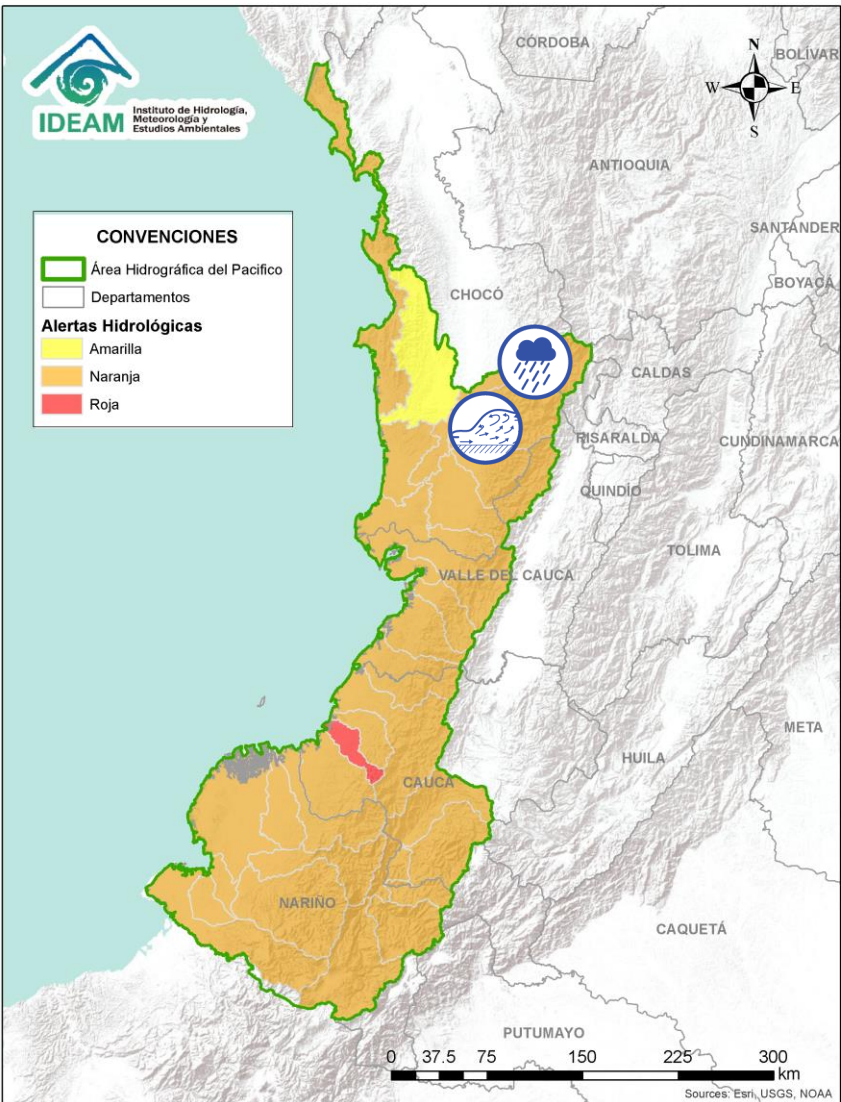 IDEAM
Instituto de Hidrología,
Meteorología y
Estudios Ambientales
N
W
E
S
CONVENCIONES
Área Hidrográfica del Pacifico
Departamentos
Alertas Hidrológicas
Amarilla
Naranja
Roja
CÓRDOBA
BOLIVAR
ANTIOQUIA
SANTANDER
BOYACÁ
CHOCÓ
CALDAS
RISARALDA
CUNDINAMARCA
QUINDÍO
TOLIMA
VALLE DEL CAUCA
META
HUILA
CAUCA
NARIÑO
CAQUETÁ
PUTUMAYO
0 37.5 75 150 225 300
km
Sources: Esri, USGS, NOAA